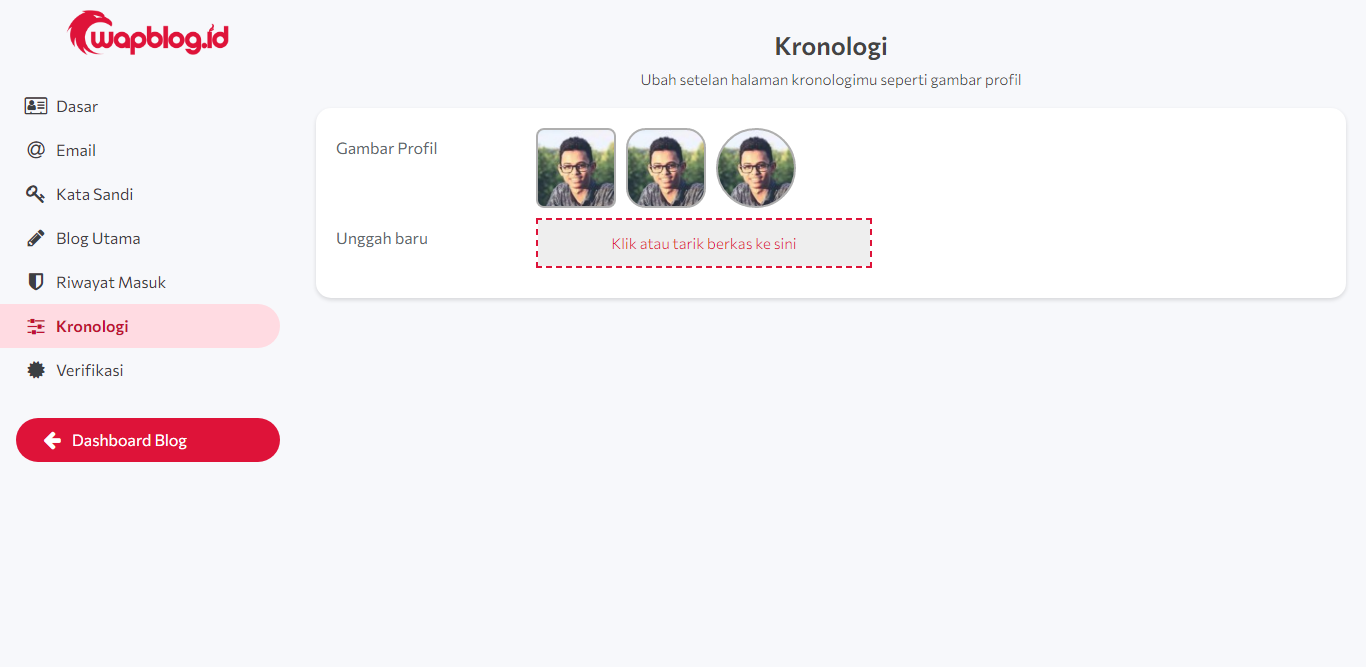 wapblog.id
Dasar
Email
Kata Sandi
Blog Utama
Riwayat Masuk
Kronologi
Verifikasi
Dashboard Blog
Kronologi
Ubah setelan halaman kronologimu seperti gambar profil
Gambar Profil
Unggah baru
Klik atau tarik berkas ke sini